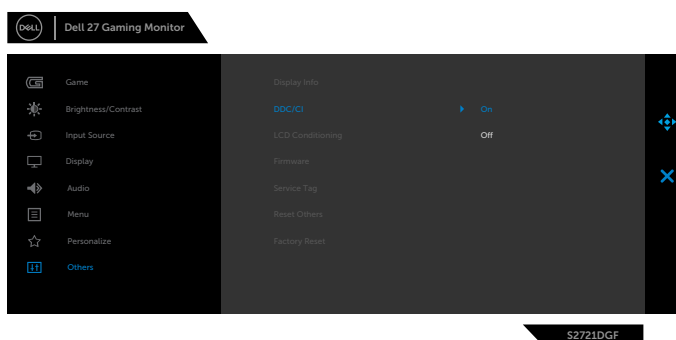 DELL
Dell 27 Gaming Monitor
Game
Display Info
Brightness/Contrast
DDC/CI
On
Input Source
LCD Conditioning
Off
Display
Firmware
Audio
Service Tag
Menu
Reset Others
Personalize
Factory Reset
Others
S2721DGF